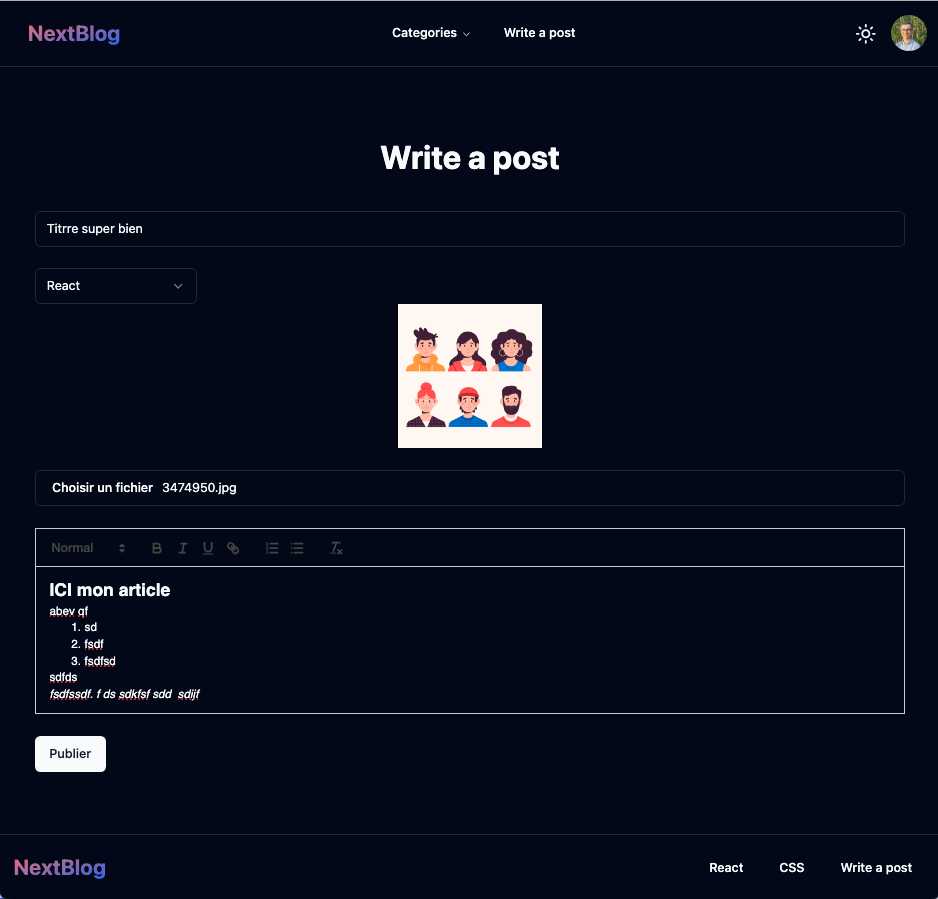 NextBlog
Categories
Write a post
Write a post
Titrre super bien
React
Choisir un fichier 3474950.jpg
Normal B I U
ICI mon article
abev qf
1. sd
2. fsdf
3. fsdfsd
sdfds
fsdfssdf. f ds sdkfsf sdd  sdijf
Publier
NextBlog
React
CSS
Write a post